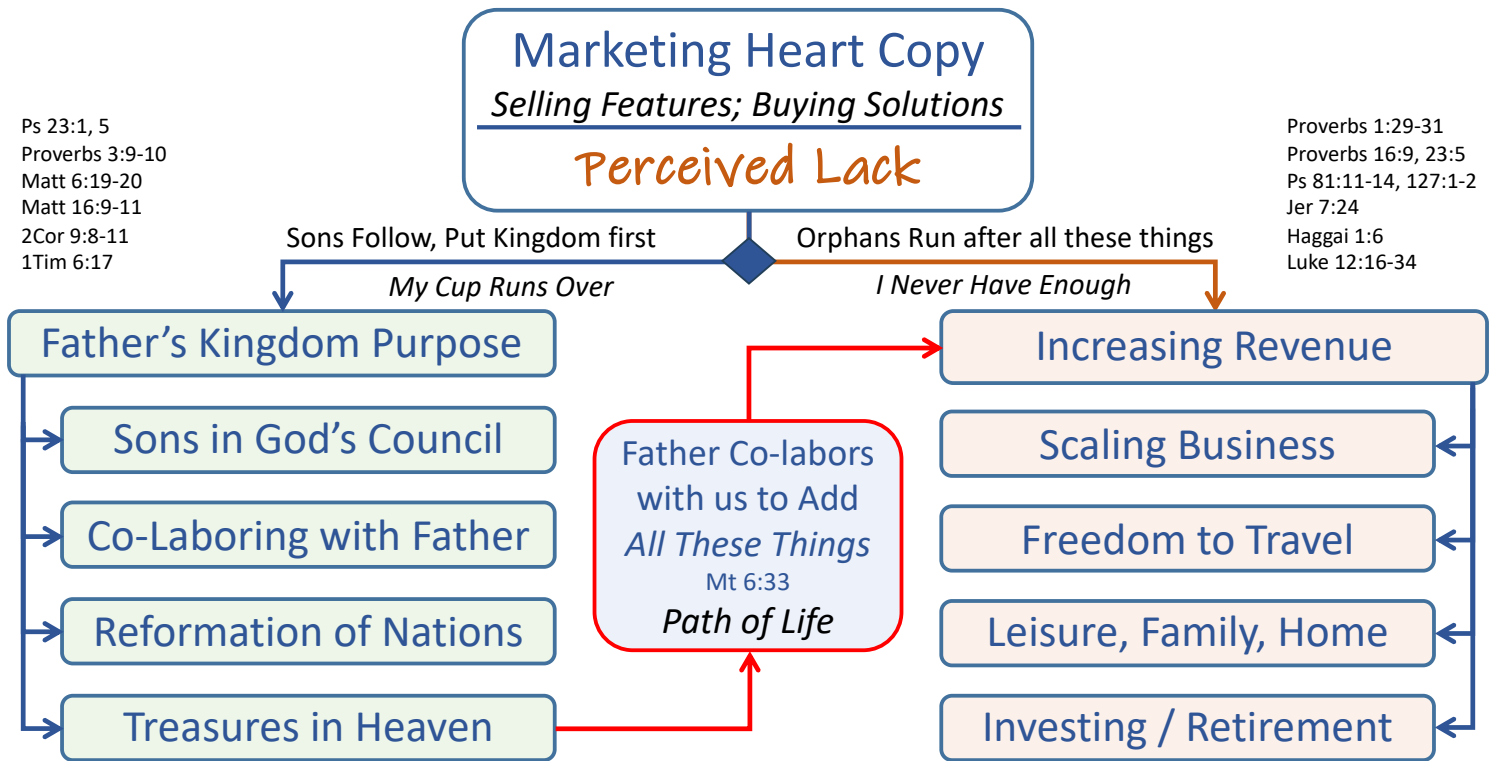 Marketing Heart Copy
Selling Features; Buying Solutions
Perceived Lack
Ps 23:1, 5
Proverbs 3:9-10
Matt 6:19-20
Matt 16:9-11
2Cor 9:8-11
1Tim 6:17
Proverbs 1:29-31
Proverbs 16:9, 23:5
Ps 81:11-14, 127:1-2
Jer 7:24
Haggai 1:6
Luke 12:16-34
Sons Follow, Put Kingdom first
My Cup Runs Over
Orphans Run after all these things
I Never Have Enough
Father’s Kingdom Purpose
Sons in God’s Council
Co-Laboring with Father
Reformation of Nations
Treasures in Heaven
Father Co-labors
with us to Add
All These Things
Mt 6:33
Path of Life
Increasing Revenue
Scaling Business
Freedom to Travel
Leisure, Family, Home
Investing / Retirement